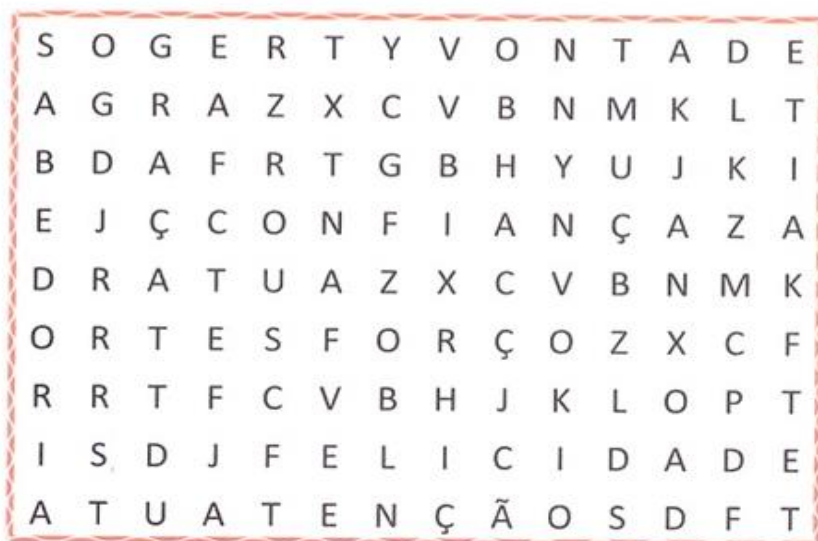 S O G E R T Y V O N T A D E
A G R A Z X C V B N M K L T
B D A F R T G B H Y U J K I
E J Ç C O N F I A N Ç A Z A
D R A T U A Z X C V B N M K
O R T E S F O R Ç O Z X C F
R R T F C V B H J K L O P T
I S D J F E L I C I D A D E
A T U A T E N Ç Ã O S D F T